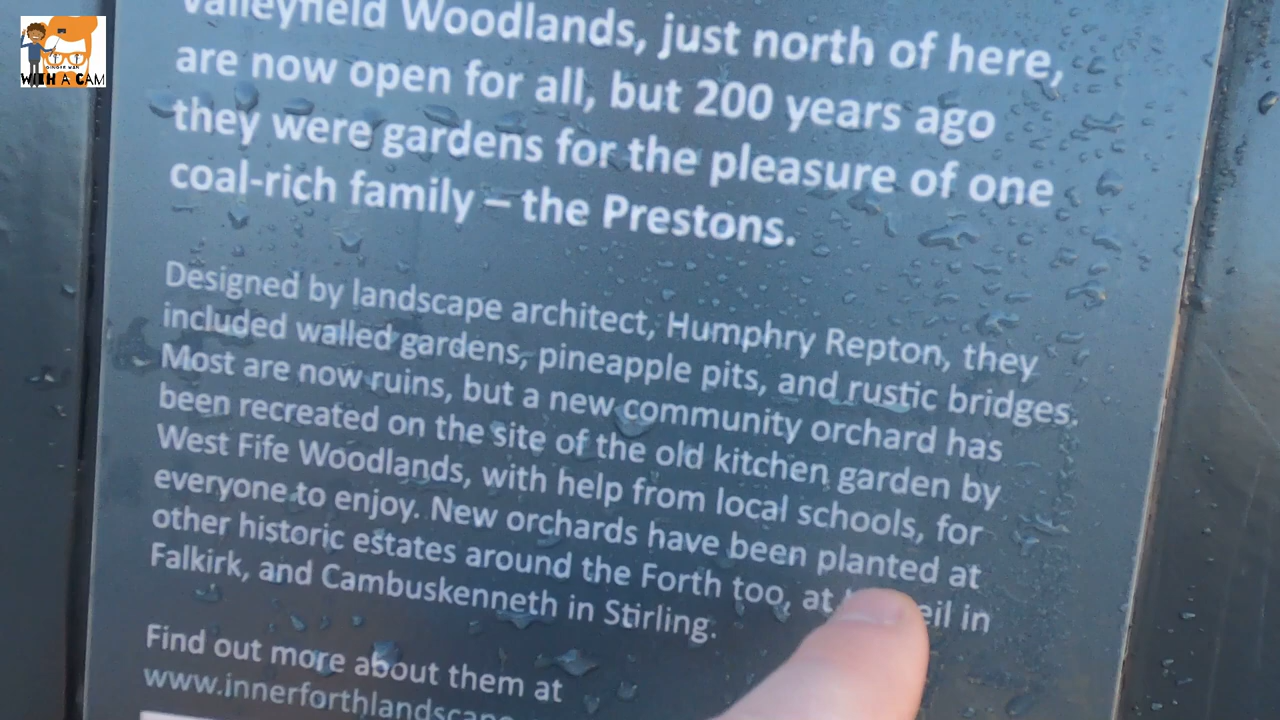 GINGER MAN
WITH A CAM
Valleyfield Woodlands, just north of here,
are now open for all, but 200 years ago
they were gardens for the pleasure of one
coal-rich family – the Prestons.
Designed by landscape architect, Humphry Repton, they
included walled gardens, pineapple pits, and rustic bridges.
Most are now ruins, but a new community orchard has
been recreated on the site of the old kitchen garden by
West Fife Woodlands, with help from local schools, for
everyone to enjoy. New orchards have been planted at
other historic estates around the Forth too, at in
Falkirk, and Cambuskenneth in Stirling.
Find out more about them at
www.innerforthlandscape